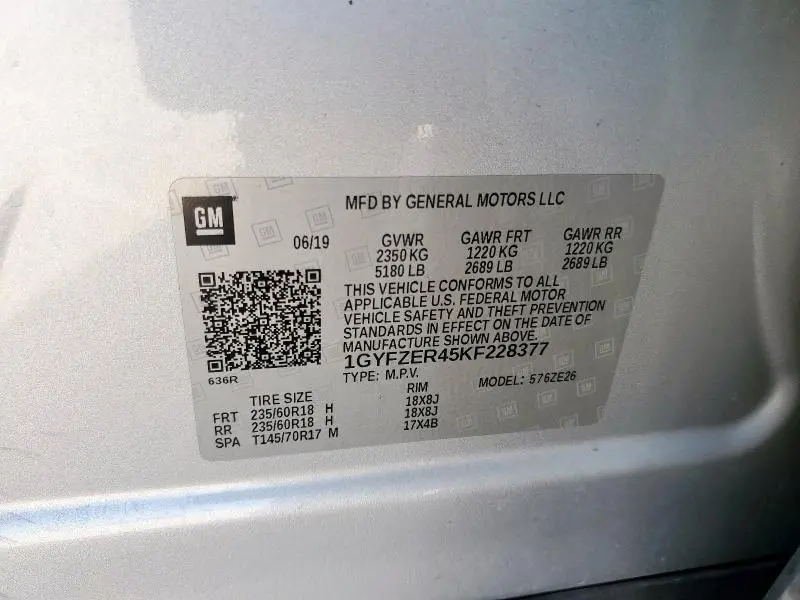 GM
MFD BY GENERAL MOTORS LLC
06/19 GVWR GAWR FRT GAWR RR
2350 KG 1220 KG 1220 KG
5180 LB 2689 LB 2689 LB
THIS VEHICLE CONFORMS TO ALL
APPLICABLE U.S. FEDERAL MOTOR
VEHICLE SAFETY AND THEFT PREVENTION
STANDARDS IN EFFECT ON THE DATE OF
MANUFACTURE SHOWN ABOVE.
1GYFZER45KF228377
636R
TYPE: M.P.V. MODEL: 576ZE26
TIRE SIZE RIM
FRT 235/60R18 H 18X8J
RR 235/60R18 H 18X8J
SPA T145/70R17 M 17X4B